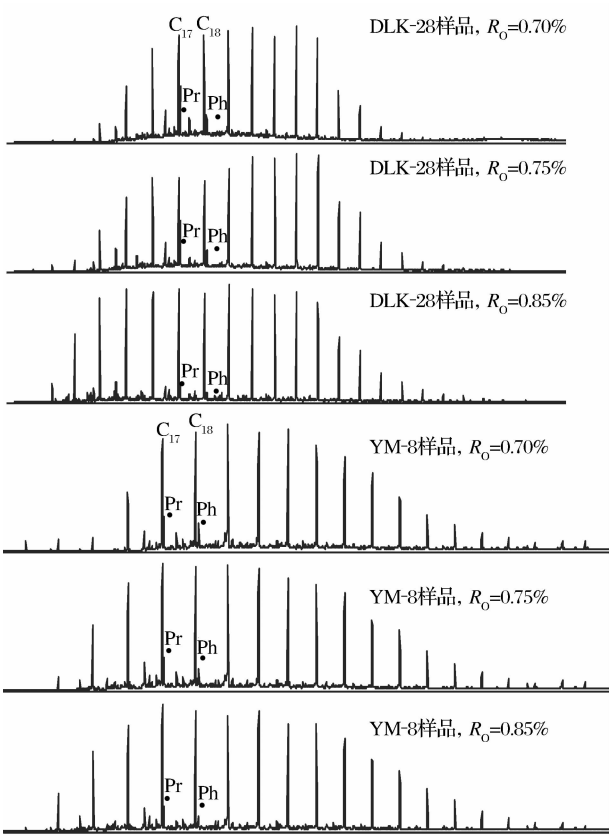 C17 C18 DLK-28样品, RO=0.70%
Pr Ph
DLK-28样品, RO=0.75%
Pr Ph
DLK-28样品, RO=0.85%
Pr Ph
C17 C18
YM-8样品, RO=0.70%
Pr Ph
YM-8样品, RO=0.75%
Pr Ph
YM-8样品, RO=0.85%
Pr Ph